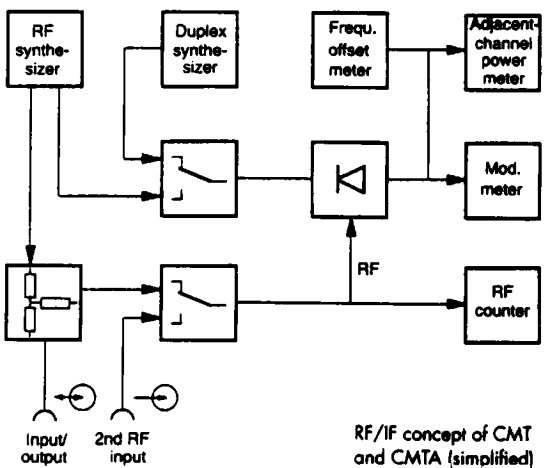 RF
synthe-
sizer
Duplex
synthe-
sizer
Frequ.
offset
meter
Adjacent-
channel
power
meter
Mod.
meter
RF
RF
counter
Input/
output
2nd RF
input
RF/IF concept of CMT
and CMTA (simplified)